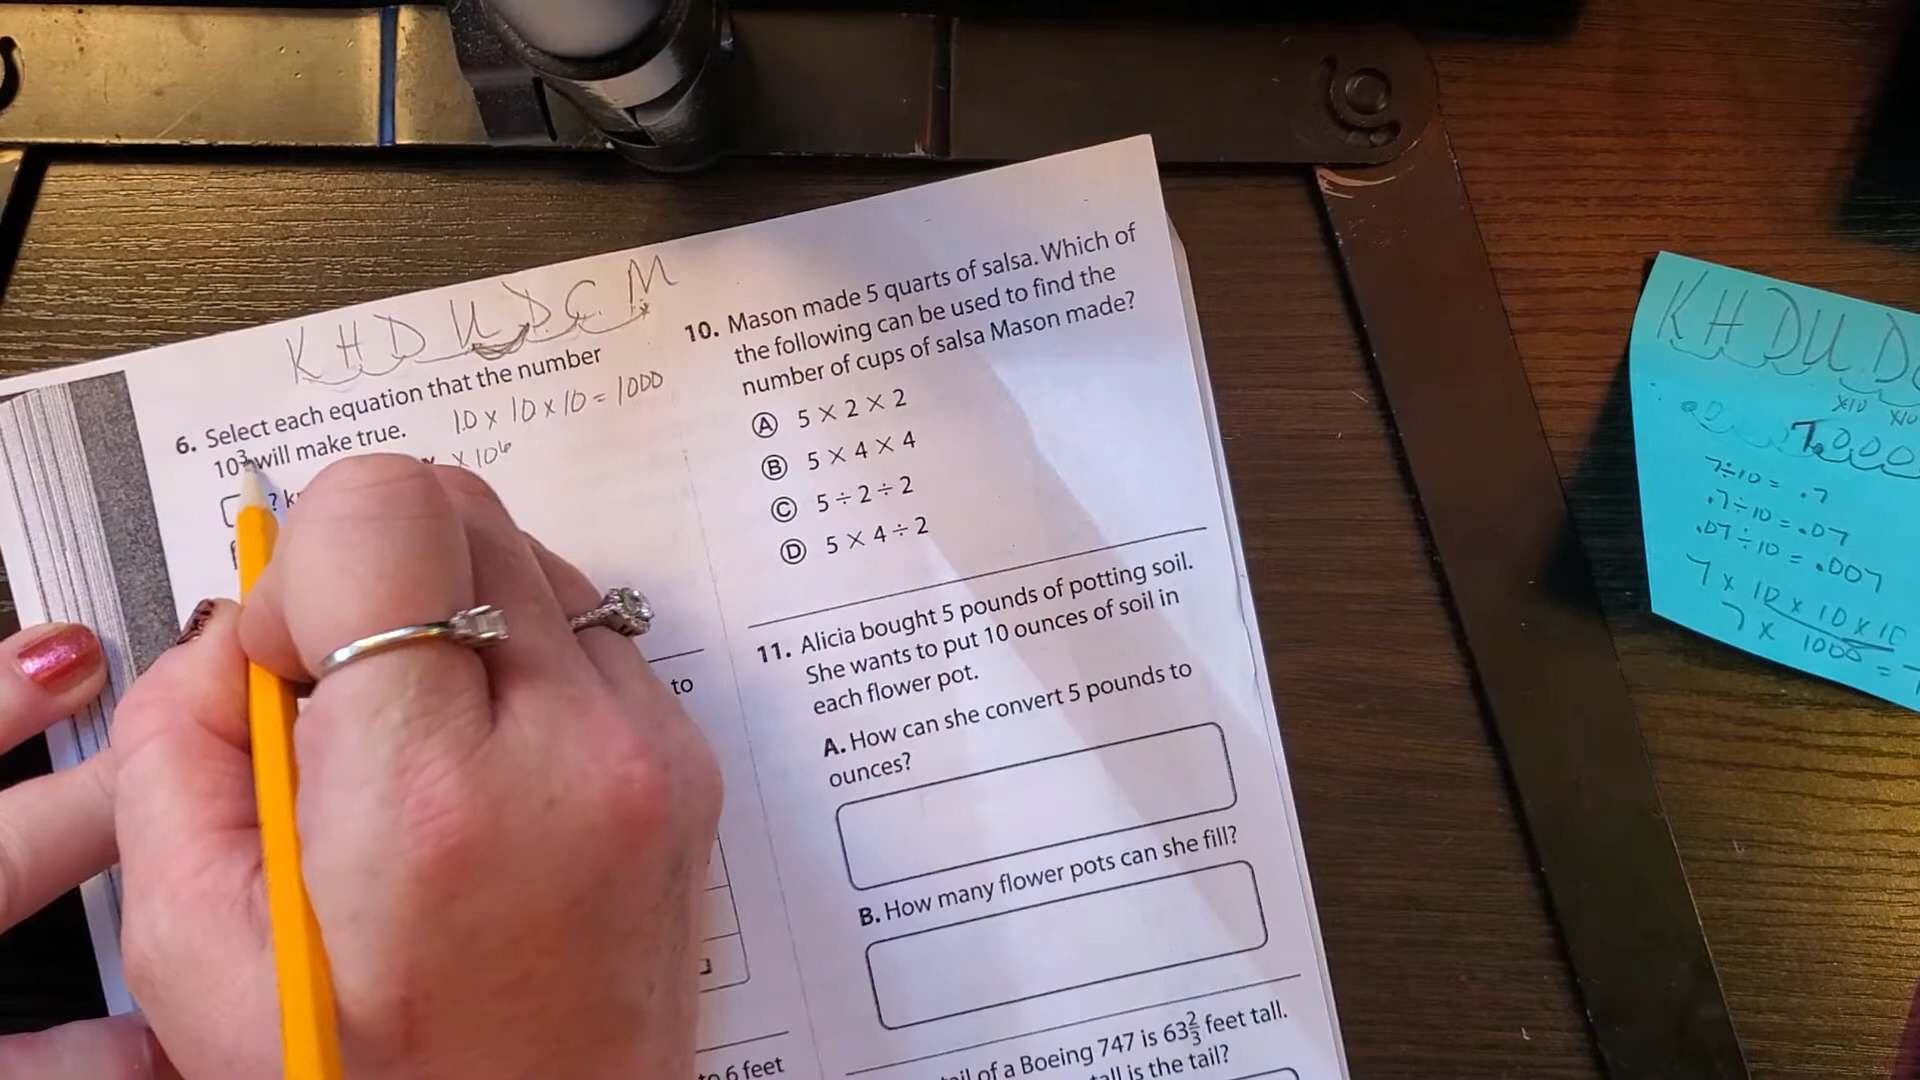 K H D U D C M
6. Select each equation that the number
10³ will make true.
10 x 10 x 10 = 1000
x 10⁶
?
to
10. Mason made 5 quarts of salsa. Which of
the following can be used to find the
number of cups of salsa Mason made?
Ⓐ 5 × 2 × 2
Ⓑ 5 × 4 × 4
Ⓒ 5 ÷ 2 ÷ 2
Ⓓ 5 × 4 ÷ 2
11. Alicia bought 5 pounds of potting soil.
She wants to put 10 ounces of soil in
each flower pot.
A. How can she convert 5 pounds to
ounces?
B. How many flower pots can she fill?
6 feet
of a Boeing 747 is 63 2/3 feet tall.
is the tail?
K H D U D
x10 x10
7.000
7 ÷ 10 = .7
.7 ÷ 10 = .07
.07 ÷ 10 = .007
7 x 10 x 10 x 10
7 x 1000 =